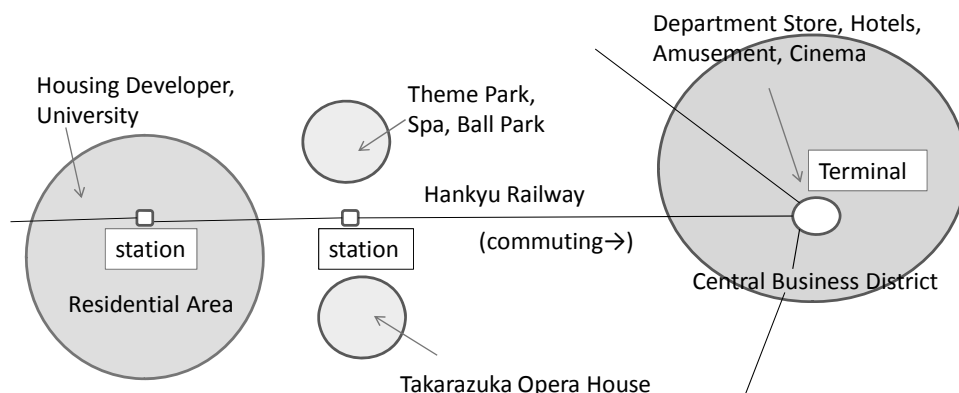 Department Store, Hotels,
Amusement, Cinema
Housing Developer,
University
Theme Park,
Spa, Ball Park
Terminal
Hankyu Railway
station
station
(commuting→)
Central Business District
Residential Area
Takarazuka Opera House